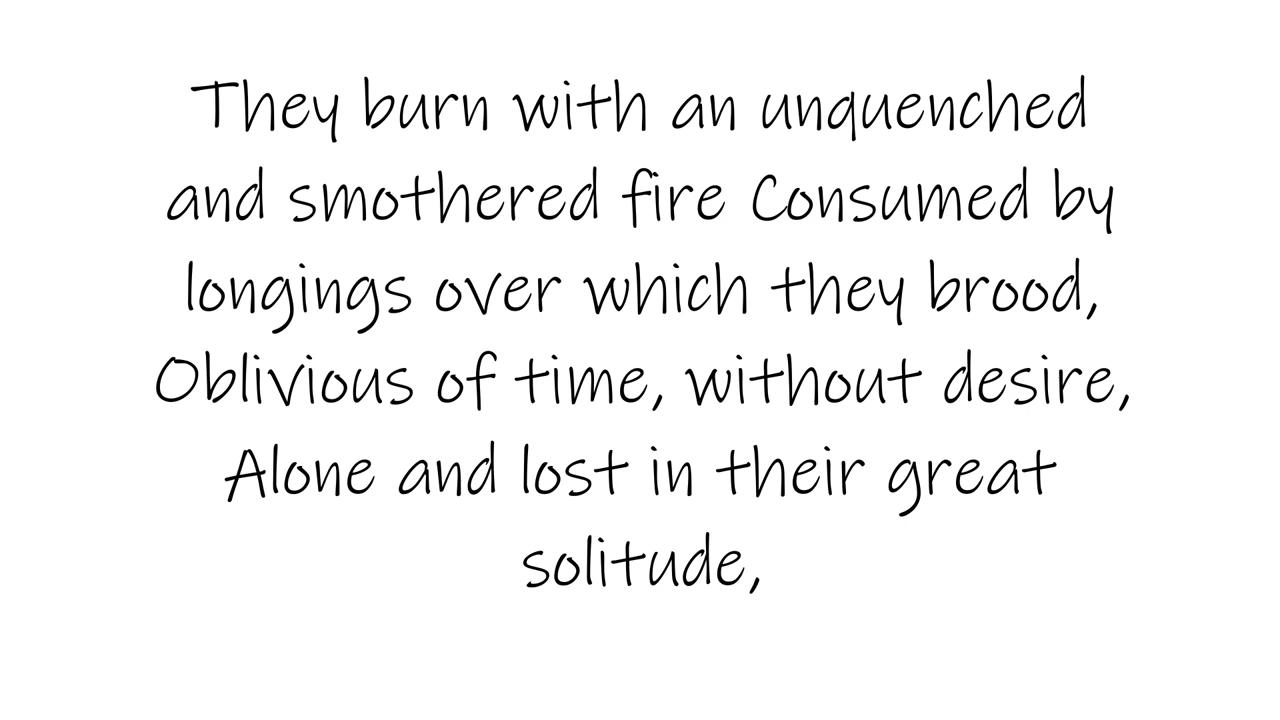 They burn with an unquenched
and smothered fire Consumed by
longings over which they brood,
Oblivious of time, without desire,
Alone and lost in their great
solitude,